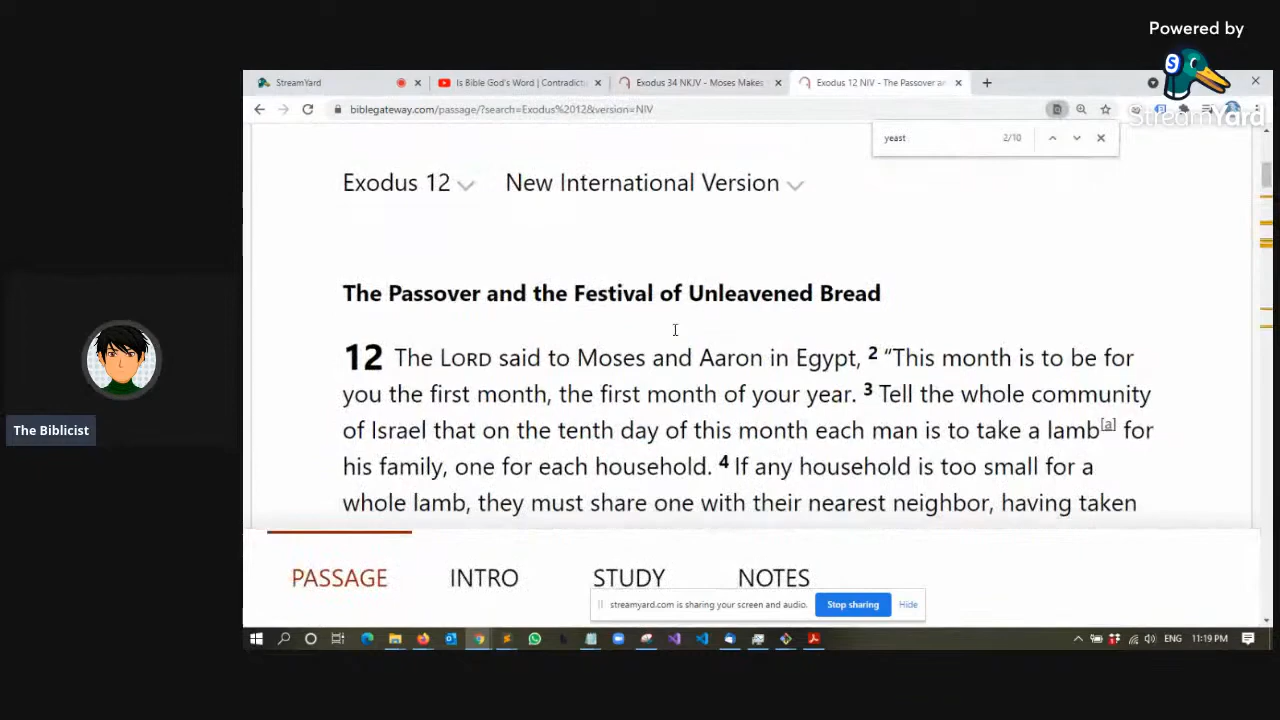 Powered by
S
StreamYard
StreamYard
Is Bible God's Word | Contradicti
Exodus 34 NKJV - Moses Makes
Exodus 12 NIV - The Passover an
biblegateway.com/passage/?search=Exodus%2012&version=NIV
yeast 2/10
Exodus 12 New International Version
The Passover and the Festival of Unleavened Bread
12 The LORD said to Moses and Aaron in Egypt, 2 “This month is to be for
you the first month, the first month of your year. 3 Tell the whole community
of Israel that on the tenth day of this month each man is to take a lamb[a] for
his family, one for each household. 4 If any household is too small for a
whole lamb, they must share one with their nearest neighbor, having taken
The Biblicist
PASSAGE INTRO STUDY NOTES
streamyard.com is sharing your screen and audio. Stop sharing Hide
ENG 11:19 PM